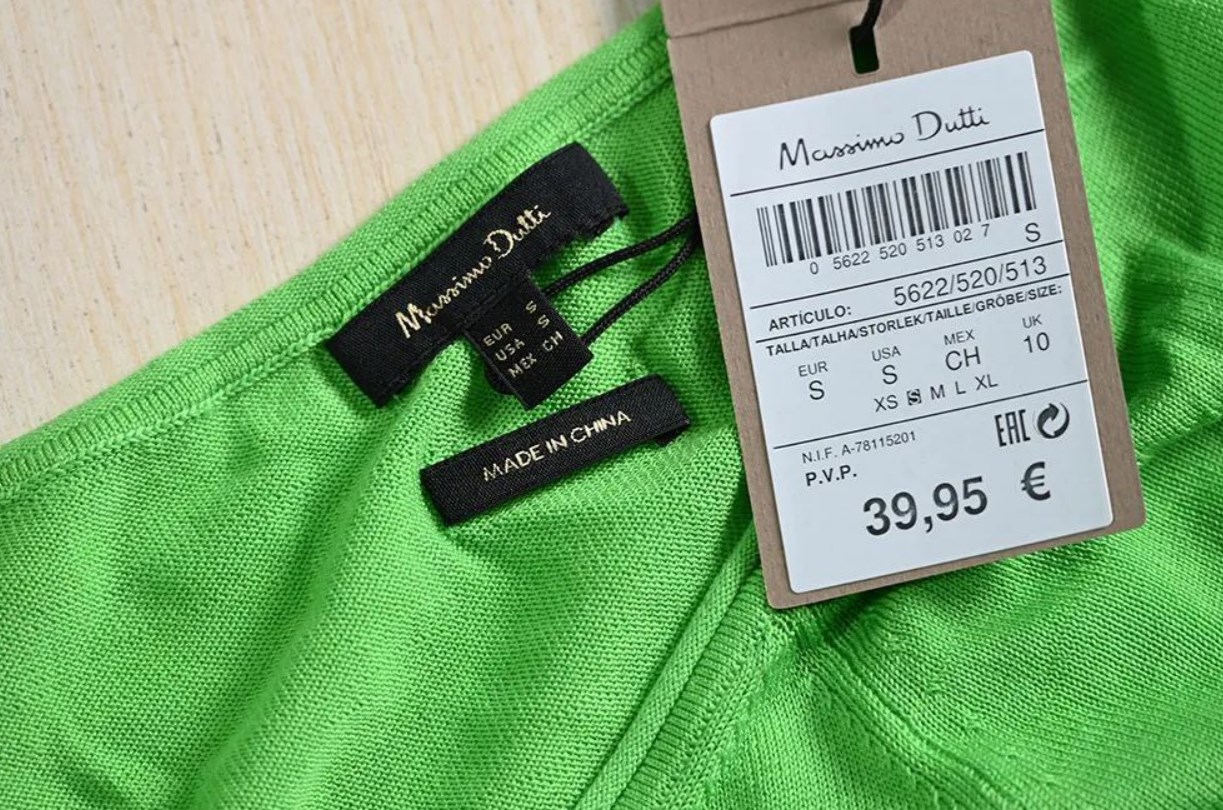 Massimo Dutti
EUR S
USA S
MEX CH
MADE IN CHINA
Massimo Dutti
0 5622 520 513 02 7 S
ARTÍCULO: 5622/520/513
TALLA/TALHA/STORLEK/TAILLE/GRÖBE/SIZE:
EUR USA MEX UK
S S CH 10
XS S M L XL
N.I.F. A-78115201 EAC
P.V.P.
39,95 €